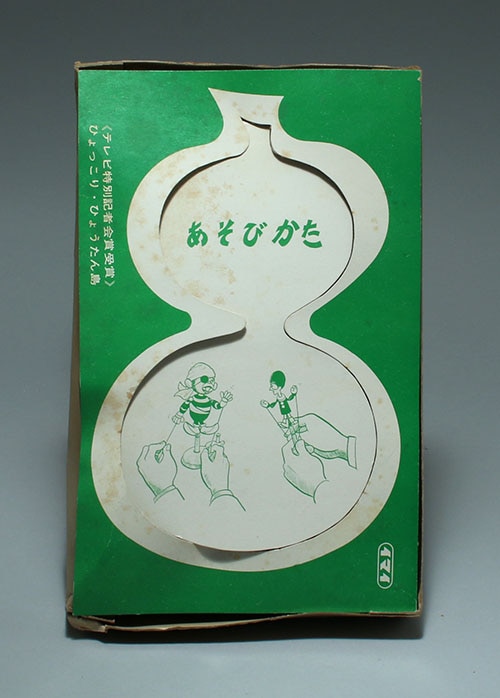 《テレビ特別記者会賞受賞》
ひょっこり・ひょうたん島
あそびかた
イマイ